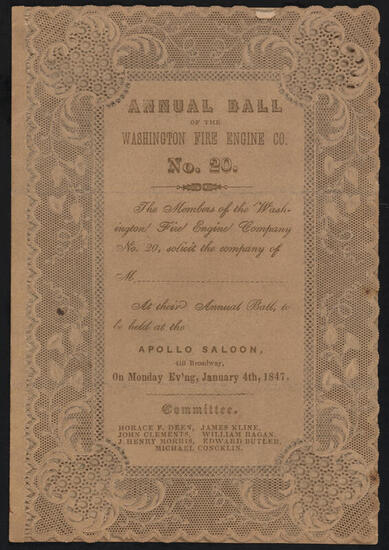 ANNUAL BALL
OF THE
WASHINGTON FIRE ENGINE CO.
No. 20.
The Members of the Wash-
ington Fire Engine Company
No. 20, solicit the company of
M
At their Annual Ball, to
be held at the
APOLLO SALOON,
410 Broadway,
On Monday Ev'ng, January 4th, 1847.
Committee.
HORACE F. DEEN, JAMES KLINE,
JOHN CLEMENTS, WILLIAM HAGAN,
J. HENRY MORRIS, EDWARD BUTLER,
MICHAEL CONCKLIN.